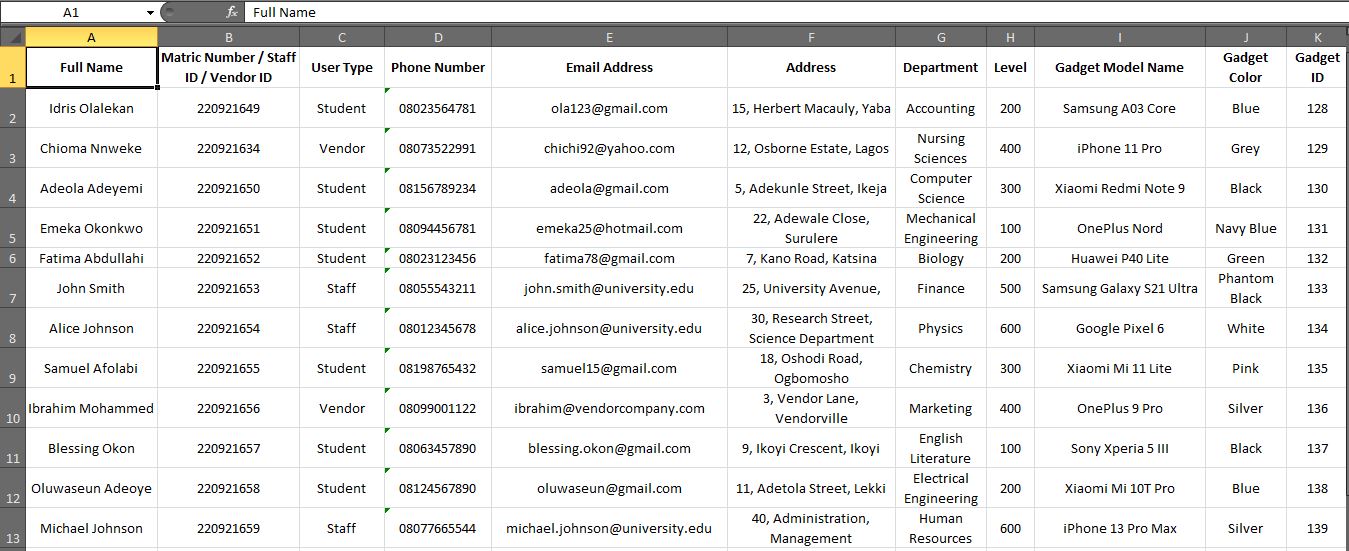 A1 fx Full Name
A B C D E F G H I J K
1 Full Name Matric Number / Staff ID / Vendor ID User Type Phone Number Email Address Address Department Level Gadget Model Name Gadget Color Gadget ID
2 Idris Olalekan 220921649 Student 08023564781 ola123@gmail.com 15, Herbert Macauly, Yaba Accounting 200 Samsung A03 Core Blue 128
3 Chioma Nnweke 220921634 Vendor 08073522991 chichi92@yahoo.com 12, Osborne Estate, Lagos Nursing Sciences 400 iPhone 11 Pro Grey 129
4 Adeola Adeyemi 220921650 Student 08156789234 adeola@gmail.com 5, Adekunle Street, Ikeja Computer Science 300 Xiaomi Redmi Note 9 Black 130
5 Emeka Okonkwo 220921651 Student 08094456781 emeka25@hotmail.com 22, Adewale Close, Surulere Mechanical Engineering 100 OnePlus Nord Navy Blue 131
6 Fatima Abdullahi 220921652 Student 08023123456 fatima78@gmail.com 7, Kano Road, Katsina Biology 200 Huawei P40 Lite Green 132
7 John Smith 220921653 Staff 08055543211 john.smith@university.edu 25, University Avenue, Finance 500 Samsung Galaxy S21 Ultra Phantom Black 133
8 Alice Johnson 220921654 Staff 08012345678 alice.johnson@university.edu 30, Research Street, Science Department Physics 600 Google Pixel 6 White 134
9 Samuel Afolabi 220921655 Student 08198765432 samuel15@gmail.com 18, Oshodi Road, Ogbomosho Chemistry 300 Xiaomi Mi 11 Lite Pink 135
10 Ibrahim Mohammed 220921656 Vendor 08099001122 ibrahim@vendorcompany.com 3, Vendor Lane, Vendorville Marketing 400 OnePlus 9 Pro Silver 136
11 Blessing Okon 220921657 Student 08063457890 blessing.okon@gmail.com 9, Ikoyi Crescent, Ikoyi English Literature 100 Sony Xperia 5 III Black 137
12 Oluwaseun Adeoye 220921658 Student 08124567890 oluwaseun@gmail.com 11, Adetola Street, Lekki Electrical Engineering 200 Xiaomi Mi 10T Pro Blue 138
13 Michael Johnson 220921659 Staff 08077665544 michael.johnson@university.edu 40, Administration, Management Human Resources 600 iPhone 13 Pro Max Silver 139